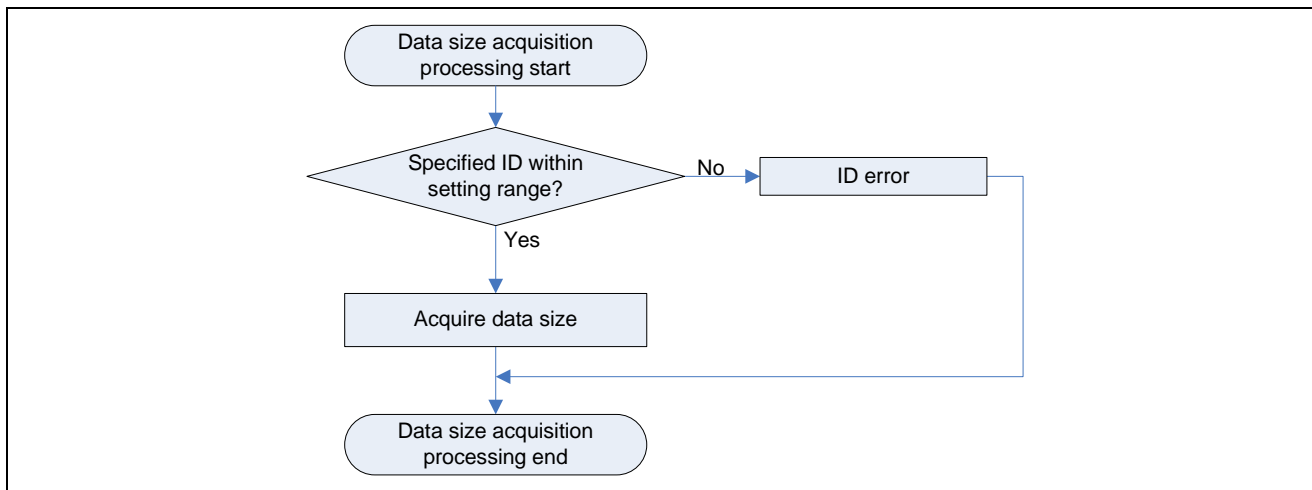 Data size acquisition
processing start
Specified ID within
setting range?
No
ID error
Yes
Acquire data size
Data size acquisition
processing end